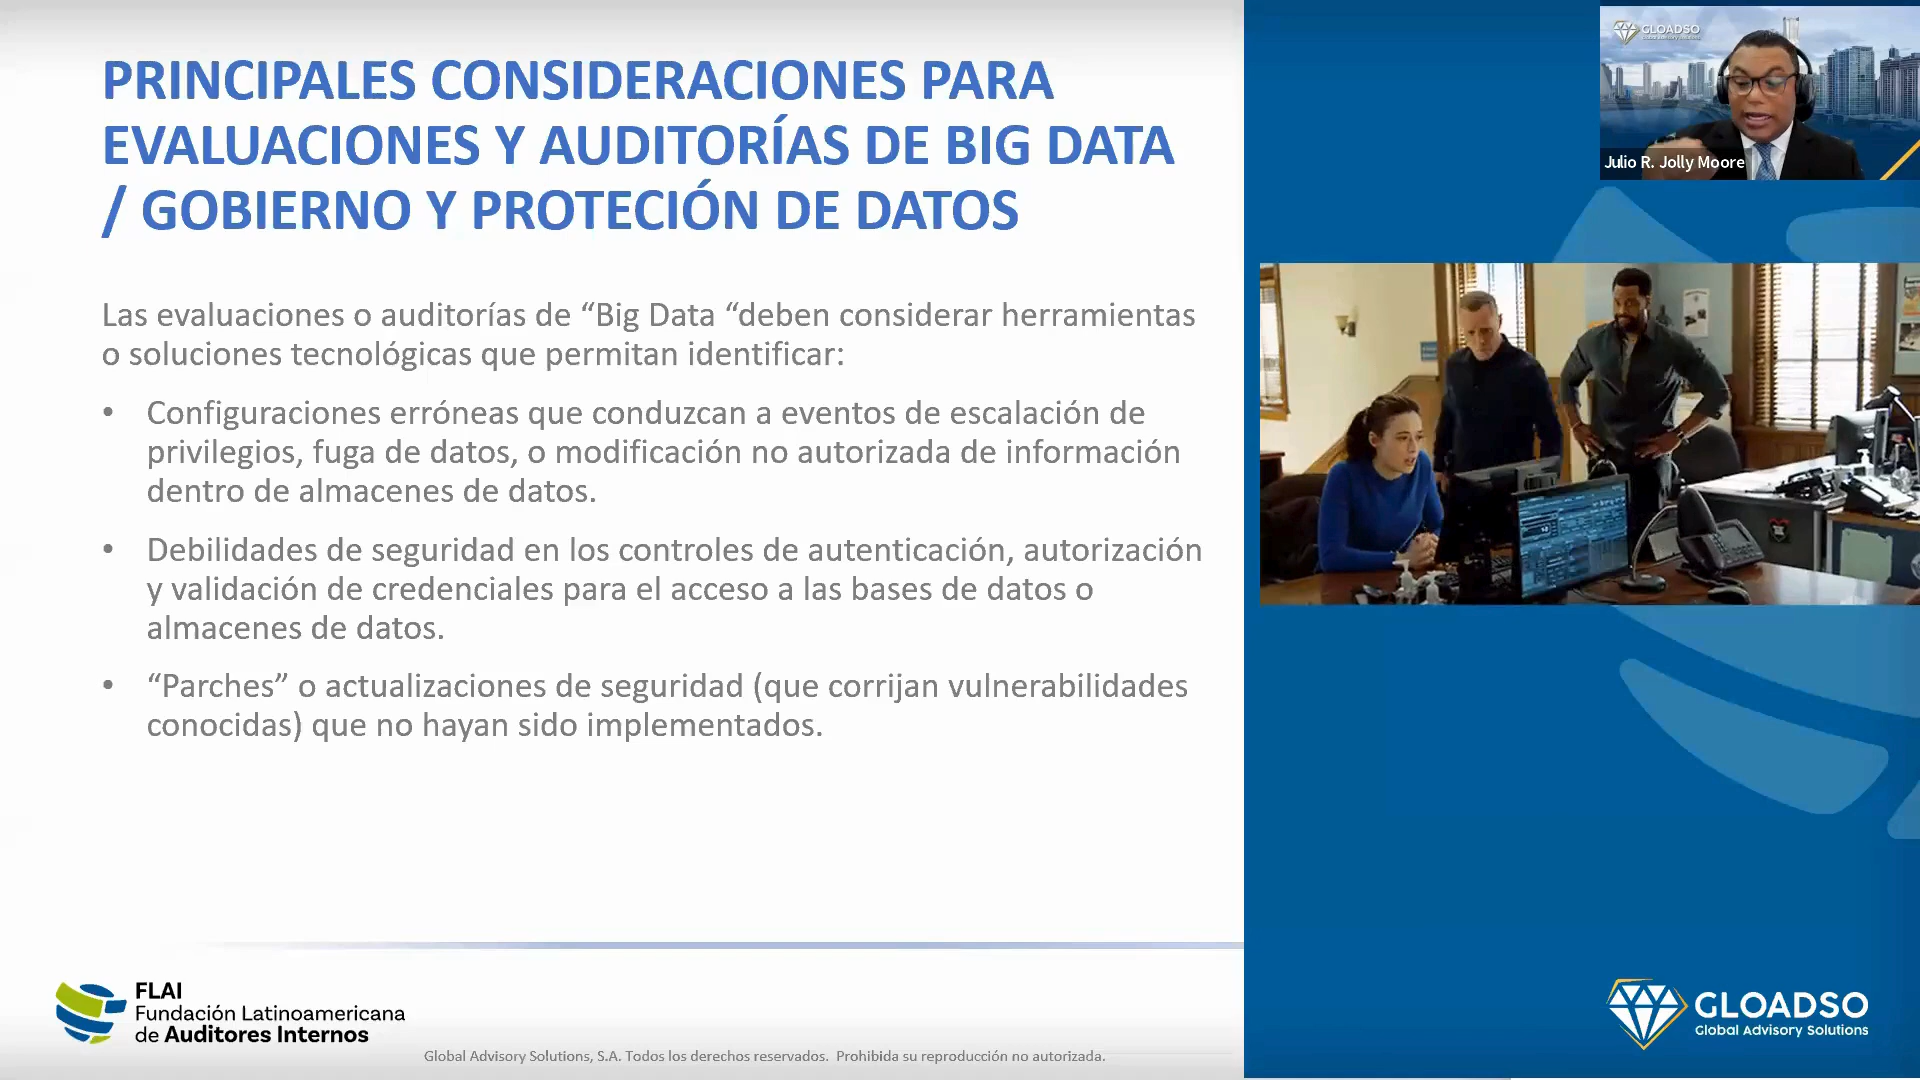 PRINCIPALES CONSIDERACIONES PARA
EVALUACIONES Y AUDITORÍAS DE BIG DATA
/ GOBIERNO Y PROTECIÓN DE DATOS
Las evaluaciones o auditorías de “Big Data “deben considerar herramientas
o soluciones tecnológicas que permitan identificar:
• Configuraciones erróneas que conduzcan a eventos de escalación de
privilegios, fuga de datos, o modificación no autorizada de información
dentro de almacenes de datos.
• Debilidades de seguridad en los controles de autenticación, autorización
y validación de credenciales para el acceso a las bases de datos o
almacenes de datos.
• “Parches” o actualizaciones de seguridad (que corrijan vulnerabilidades
conocidas) que no hayan sido implementados.
FLAI
Fundación Latinoamericana
de Auditores Internos
Global Advisory Solutions, S.A. Todos los derechos reservados. Prohibida su reproducción no autorizada.
GLOADSO
Global Advisory Solutions
Julio R. Jolly Moore
GLOADSO
Global Advisory Solutions